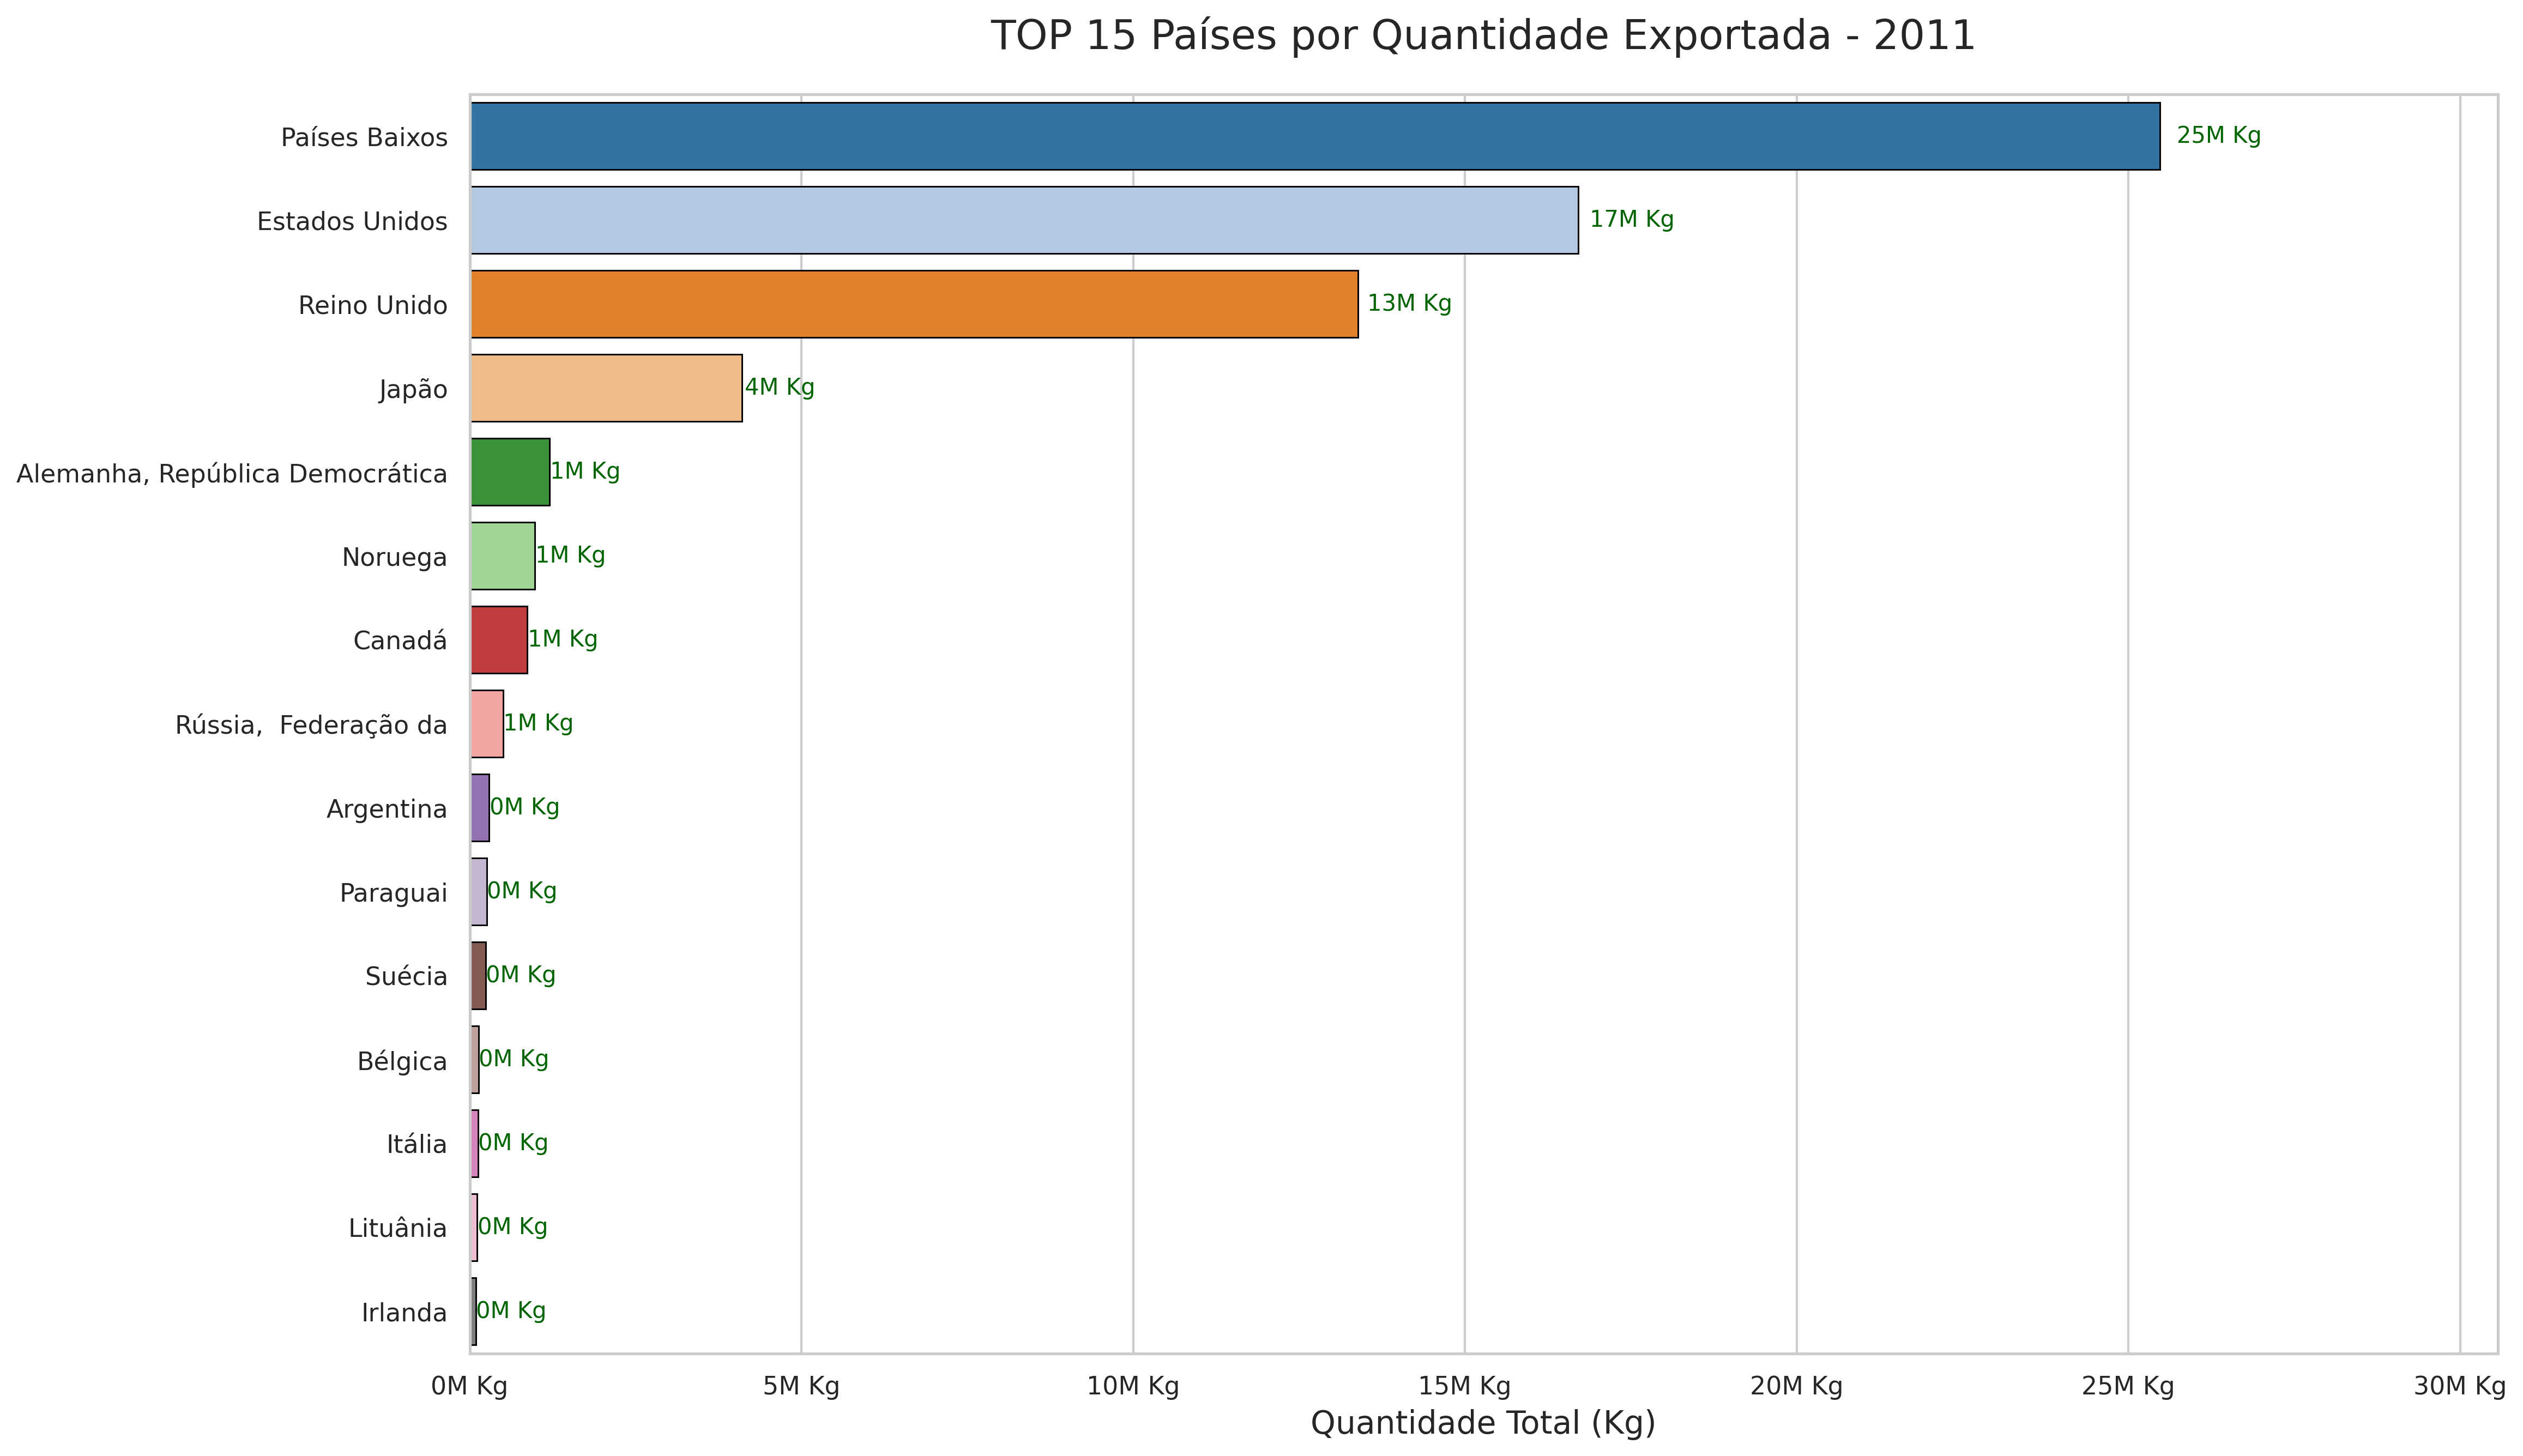 TOP 15 Países por Quantidade Exportada - 2011
Países Baixos 25M Kg
Estados Unidos 17M Kg
Reino Unido 13M Kg
Japão 4M Kg
Alemanha, República Democrática 1M Kg
Noruega 1M Kg
Canadá 1M Kg
Rússia,  Federação da 1M Kg
Argentina 0M Kg
Paraguai 0M Kg
Suécia 0M Kg
Bélgica 0M Kg
Itália 0M Kg
Lituânia 0M Kg
Irlanda 0M Kg
0M Kg 5M Kg 10M Kg 15M Kg 20M Kg 25M Kg 30M Kg
Quantidade Total (Kg)